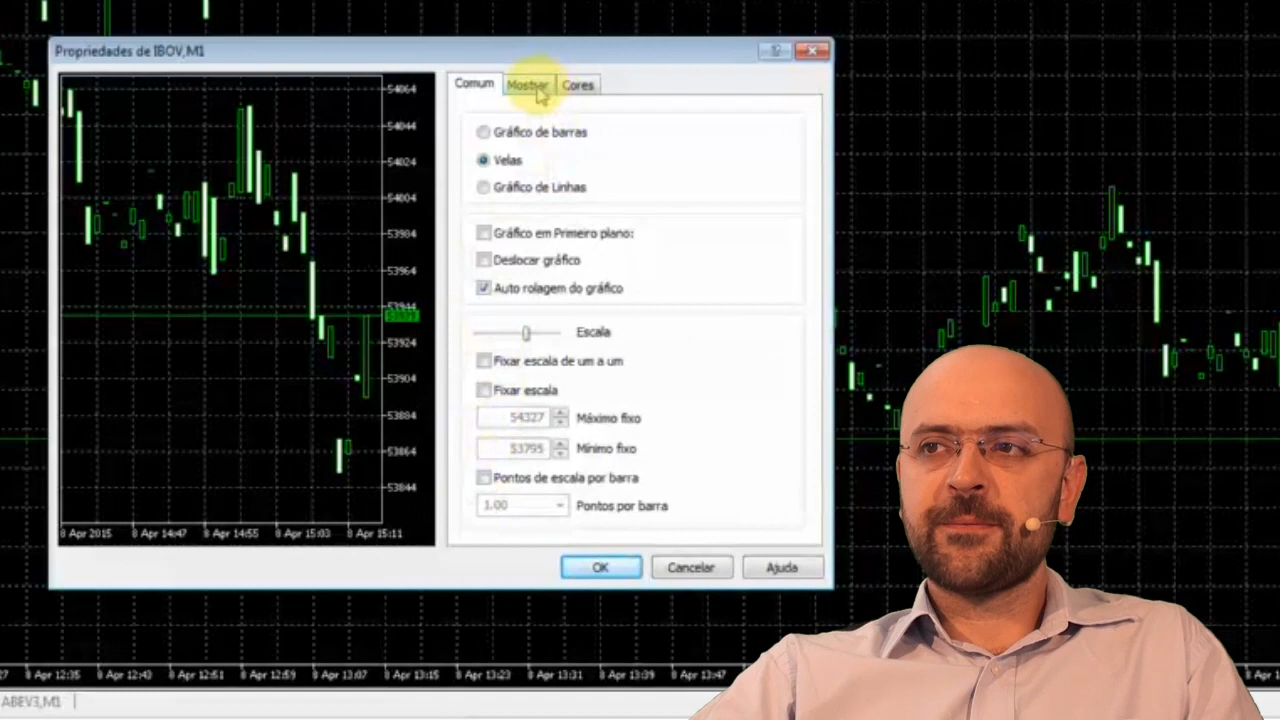 Propriedades de IBOV,M1
Comum
Mostrar
Cores
Gráfico de barras
Velas
Gráfico de Linhas
Gráfico em Primeiro plano:
Deslocar gráfico
Auto rolagem do gráfico
Escala
Fixar escala de um a um
Fixar escala
54327 Máximo fixo
53795 Mínimo fixo
Pontos de escala por barra
1.00 Pontos por barra
OK
Cancelar
Ajuda
54064
54044
54024
54004
53984
53964
53944
53924
53904
53884
53864
53844
8 Apr 2015 8 Apr 14:47 8 Apr 14:55 8 Apr 15:03 8 Apr 15:11
27 8 Apr 12:35 8 Apr 12:43 8 Apr 12:51 8 Apr 12:59 8 Apr 13:07 8 Apr 13:15 8 Apr 13:23 8 Apr 13:31 8 Apr 13:39 8 Apr 13:47 8 Apr 1
ABEV3,M1